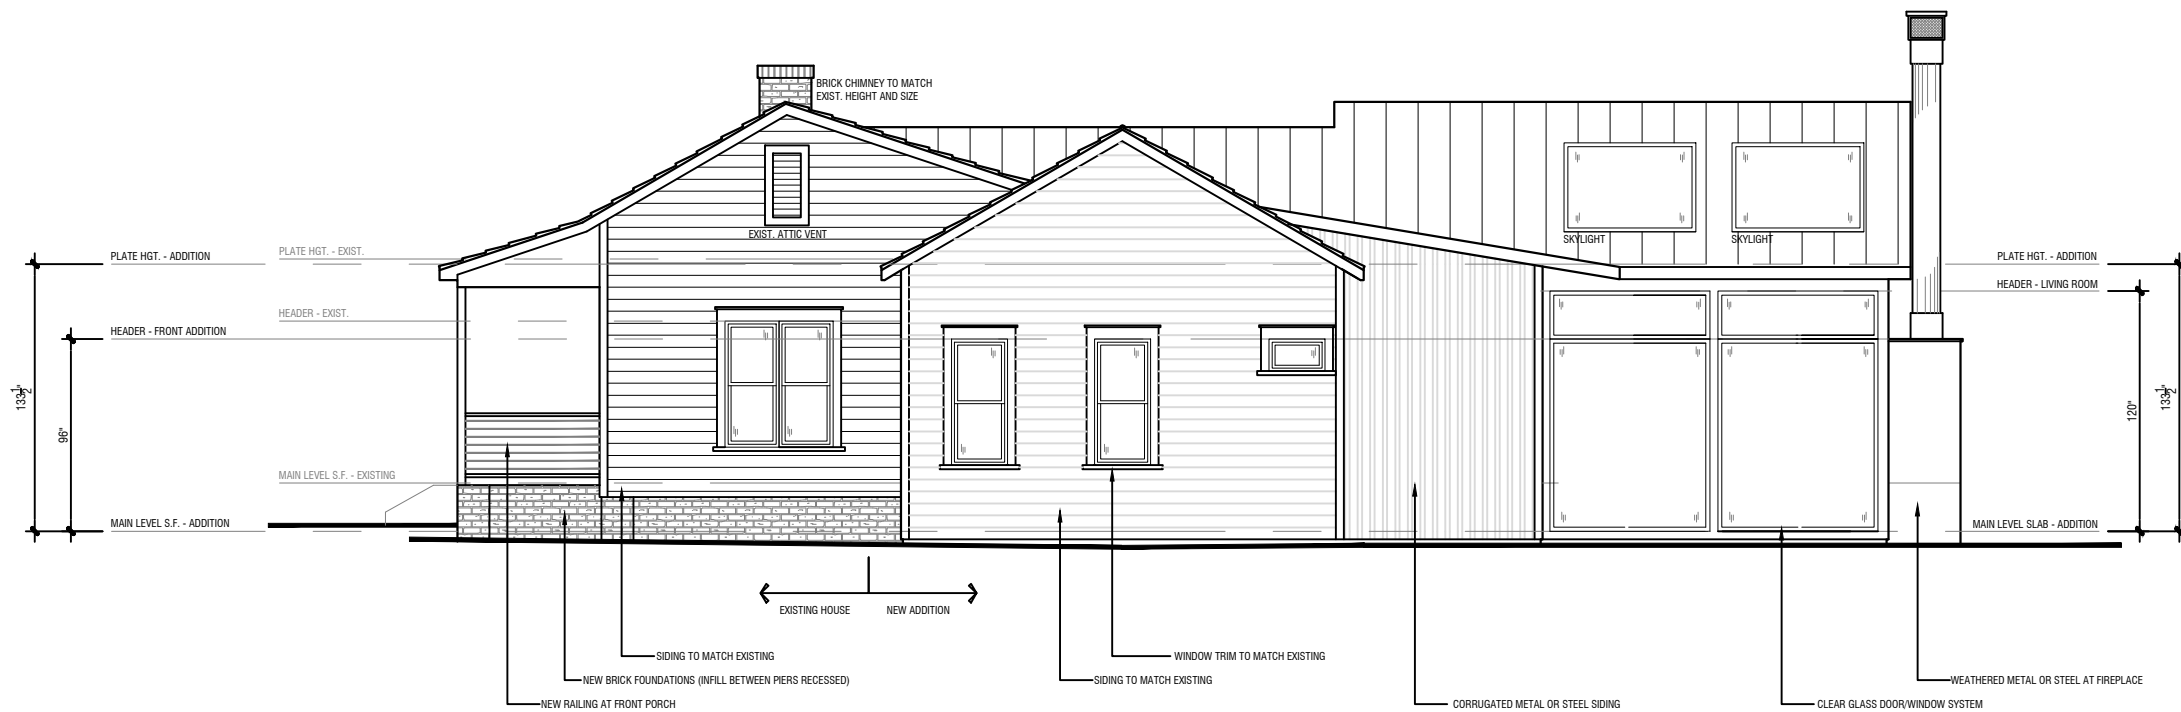 BRICK CHIMNEY TO MATCH
EXIST. HEIGHT AND SIZE
EXIST. ATTIC VENT
SKYLIGHT
SKYLIGHT
PLATE HGT. - ADDITION
PLATE HGT. - EXIST.
PLATE HGT. - ADDITION
HEADER - LIVING ROOM
HEADER - EXIST.
HEADER - FRONT ADDITION
133 1/2"
96"
120"
133 1/2"
MAIN LEVEL S.F. - EXISTING
MAIN LEVEL S.F. - ADDITION
MAIN LEVEL SLAB - ADDITION
EXISTING HOUSE
NEW ADDITION
SIDING TO MATCH EXISTING
WINDOW TRIM TO MATCH EXISTING
NEW BRICK FOUNDATIONS (INFILL BETWEEN PIERS RECESSED)
SIDING TO MATCH EXISTING
WEATHERED METAL OR STEEL AT FIREPLACE
NEW RAILING AT FRONT PORCH
CORRUGATED METAL OR STEEL SIDING
CLEAR GLASS DOOR/WINDOW SYSTEM